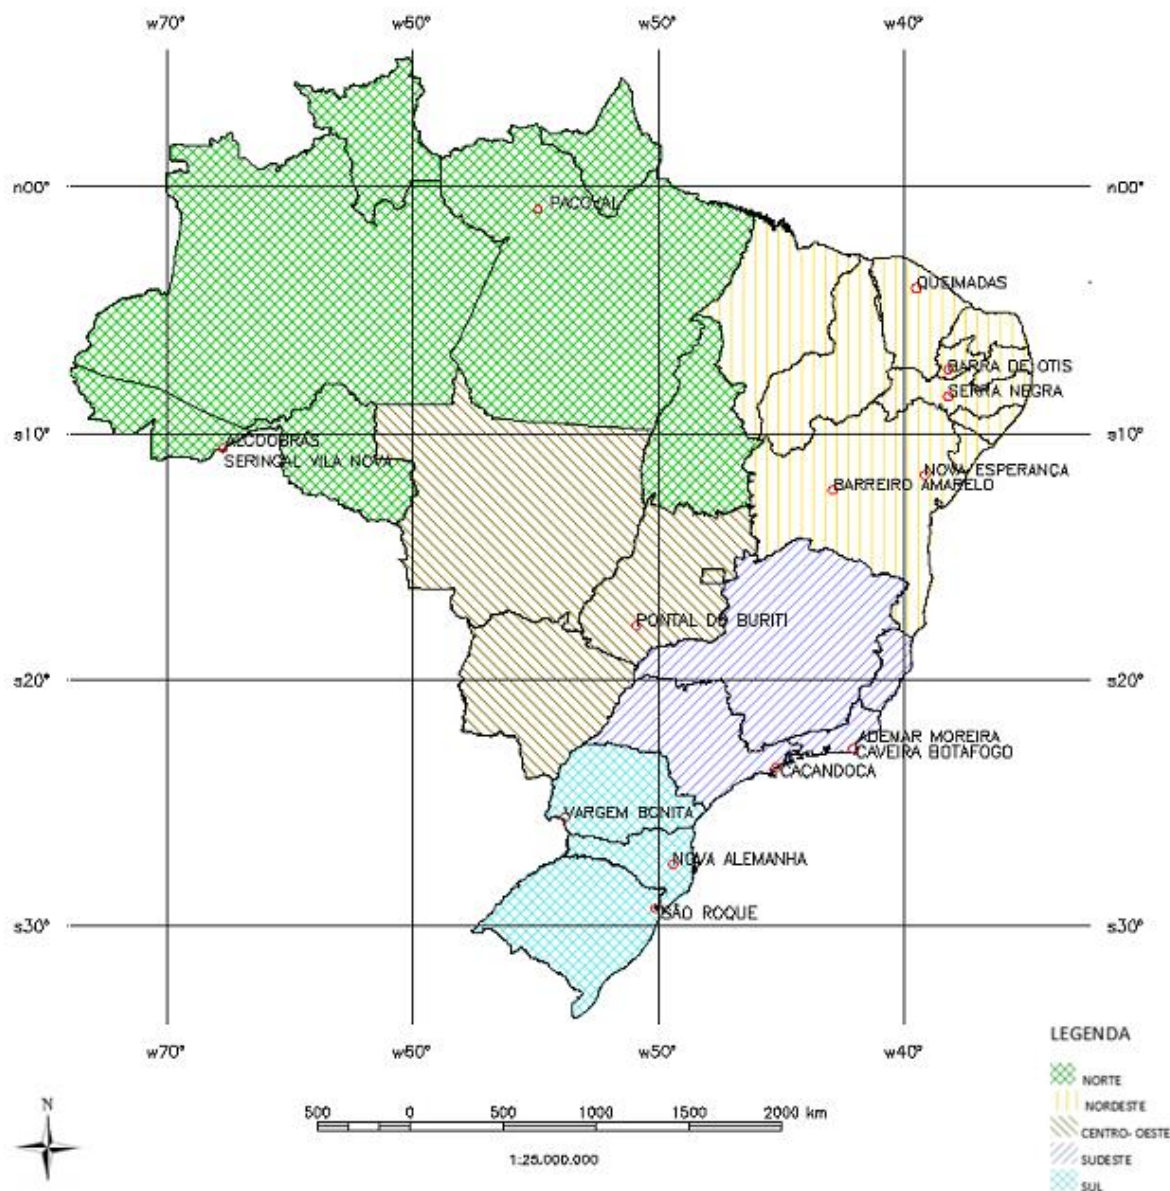 w70° w60° w50° w40°
n00° n00°
PACOVAL
QUEIMADAS
BARRA DE OTIS
SERRA NEGRA
s10° s10°
ALCOOBRÁS
SERINGAL VILA NOVA
NOVA ESPERANÇA
BARREIRO AMARELO
PONTAL DO BURITI
s20° s20°
ADEMAR MOREIRA
CAVEIRA BOTAFOGO
CAÇANDOCA
VARGEM BONITA
NOVA ALEMANHA
SÃO ROQUE
s30° s30°
w70° w60° w50° w40°
LEGENDA
NORTE
NORDESTE
CENTRO- OESTE
SUDESTE
SUL
N
500 0 500 1000 1500 2000 km
1:25.000.000